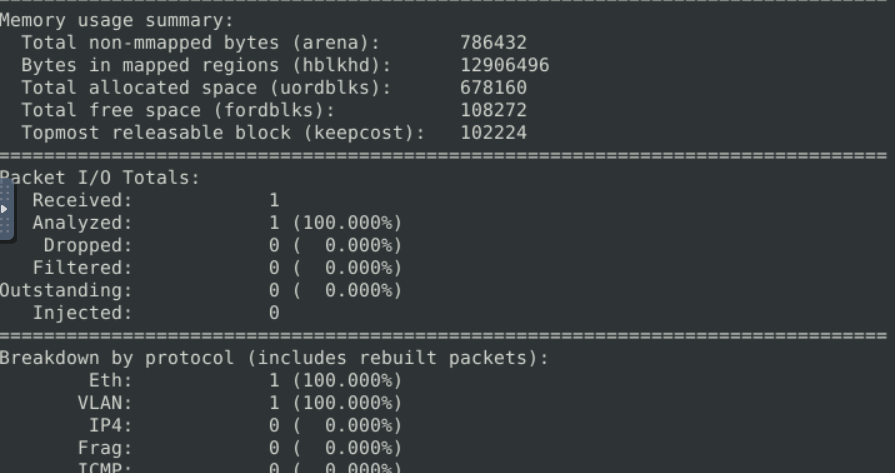 Memory usage summary:
  Total non-mmapped bytes (arena):       786432
  Bytes in mapped regions (hblkhd):      12906496
  Total allocated space (uordblks):      678160
  Total free space (fordblks):           108272
  Topmost releasable block (keepcost):   102224
===============================================================================
Packet I/O Totals:
   Received:            1
   Analyzed:            1 (100.000%)
    Dropped:            0 (  0.000%)
   Filtered:            0 (  0.000%)
Outstanding:            0 (  0.000%)
   Injected:            0
===============================================================================
Breakdown by protocol (includes rebuilt packets):
        Eth:            1 (100.000%)
       VLAN:            1 (100.000%)
        IP4:            0 (  0.000%)
       Frag:            0 (  0.000%)
       ICMP:            0 (  0.000%)